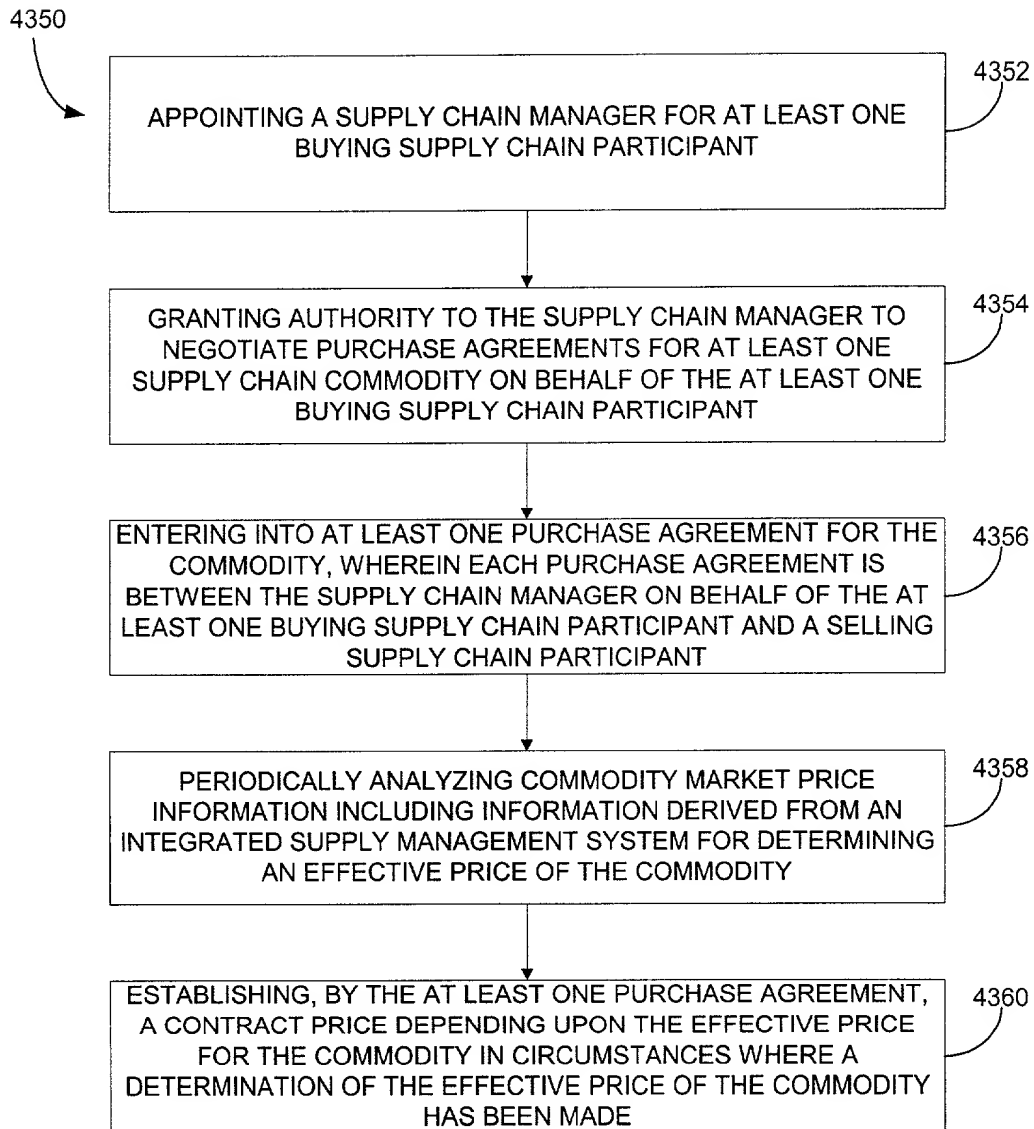 4350
4352
APPOINTING A SUPPLY CHAIN MANAGER FOR AT LEAST ONE
BUYING SUPPLY CHAIN PARTICIPANT
4354
GRANTING AUTHORITY TO THE SUPPLY CHAIN MANAGER TO
NEGOTIATE PURCHASE AGREEMENTS FOR AT LEAST ONE
SUPPLY CHAIN COMMODITY ON BEHALF OF THE AT LEAST ONE
BUYING SUPPLY CHAIN PARTICIPANT
4356
ENTERING INTO AT LEAST ONE PURCHASE AGREEMENT FOR THE
COMMODITY, WHEREIN EACH PURCHASE AGREEMENT IS
BETWEEN THE SUPPLY CHAIN MANAGER ON BEHALF OF THE AT
LEAST ONE BUYING SUPPLY CHAIN PARTICIPANT AND A SELLING
SUPPLY CHAIN PARTICIPANT
4358
PERIODICALLY ANALYZING COMMODITY MARKET PRICE
INFORMATION INCLUDING INFORMATION DERIVED FROM AN
INTEGRATED SUPPLY MANAGEMENT SYSTEM FOR DETERMINING
AN EFFECTIVE PRICE OF THE COMMODITY
4360
ESTABLISHING, BY THE AT LEAST ONE PURCHASE AGREEMENT,
A CONTRACT PRICE DEPENDING UPON THE EFFECTIVE PRICE
FOR THE COMMODITY IN CIRCUMSTANCES WHERE A
DETERMINATION OF THE EFFECTIVE PRICE OF THE COMMODITY
HAS BEEN MADE